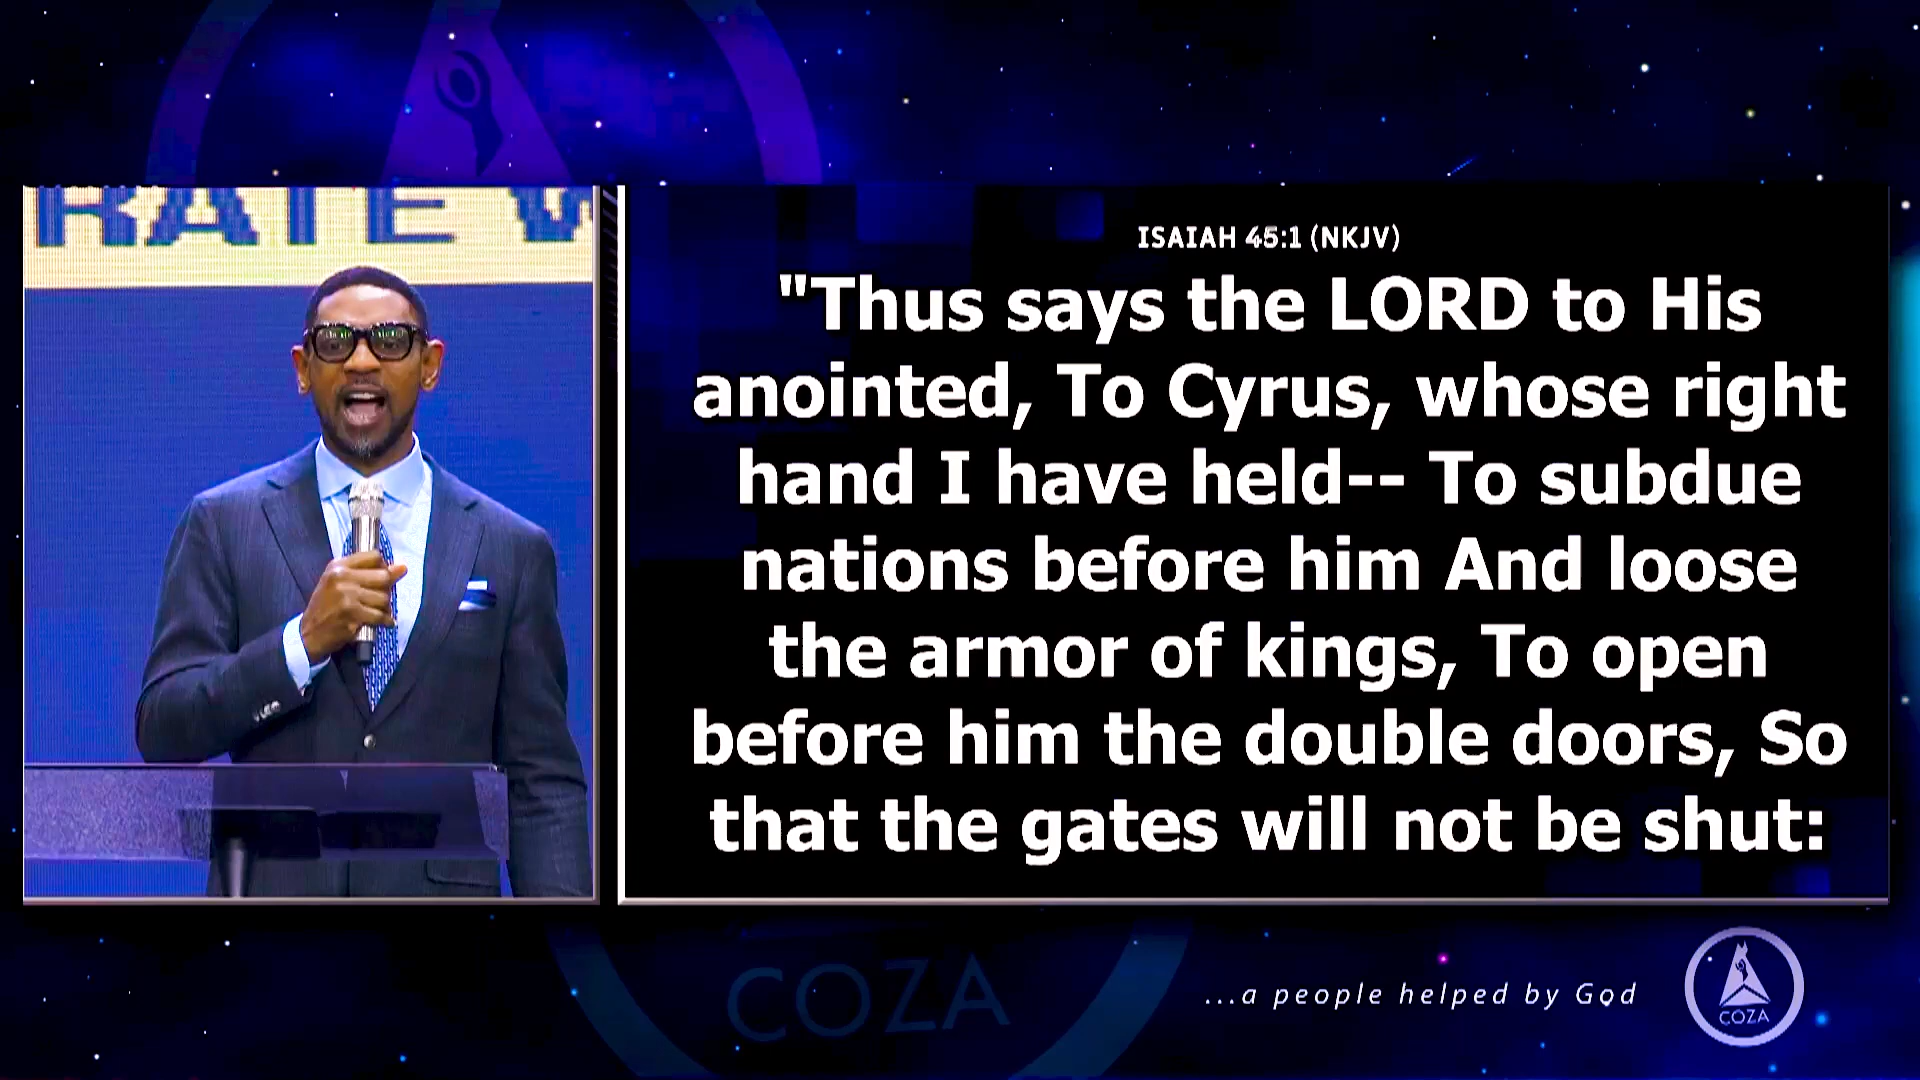 RATE W
ISAIAH 45:1 (NKJV)
"Thus says the LORD to His
anointed, To Cyrus, whose right
hand I have held-- To subdue
nations before him And loose
the armor of kings, To open
before him the double doors, So
that the gates will not be shut:
COZA
...a people helped by God
COZA